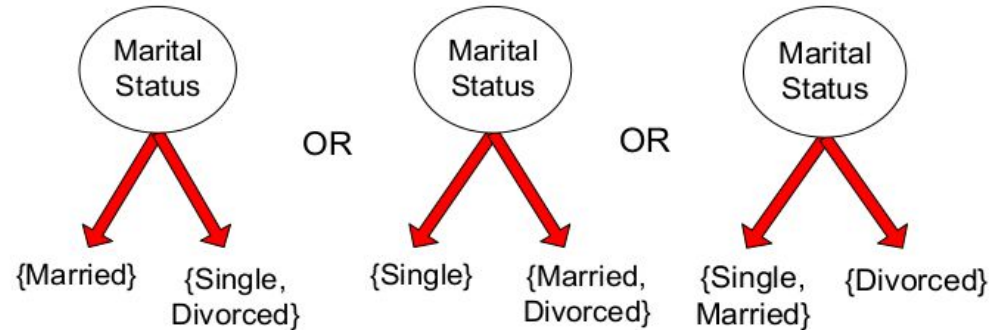 Marital
Status
OR
Marital
Status
OR
Marital
Status
{Married}
{Single,
Divorced}
{Single}
{Married,
Divorced}
{Single,
Married}
{Divorced}